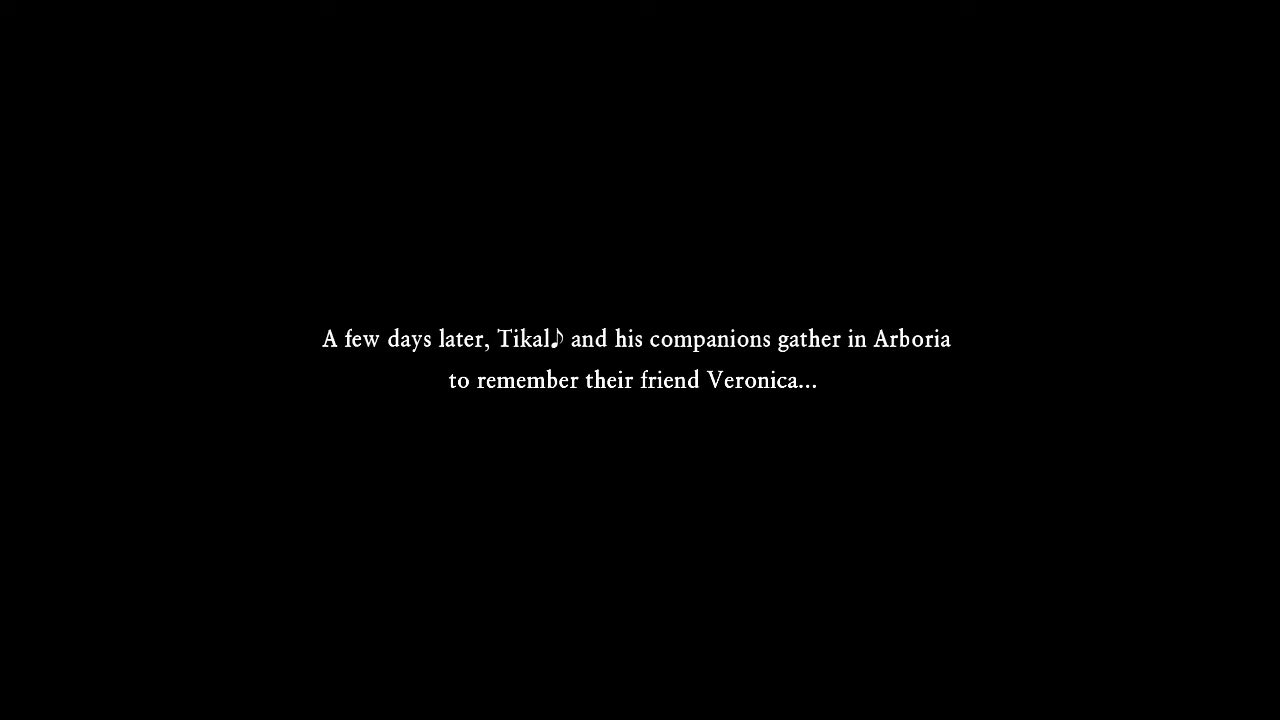 A few days later, Tikal♪ and his companions gather in Arboria
to remember their friend Veronica...